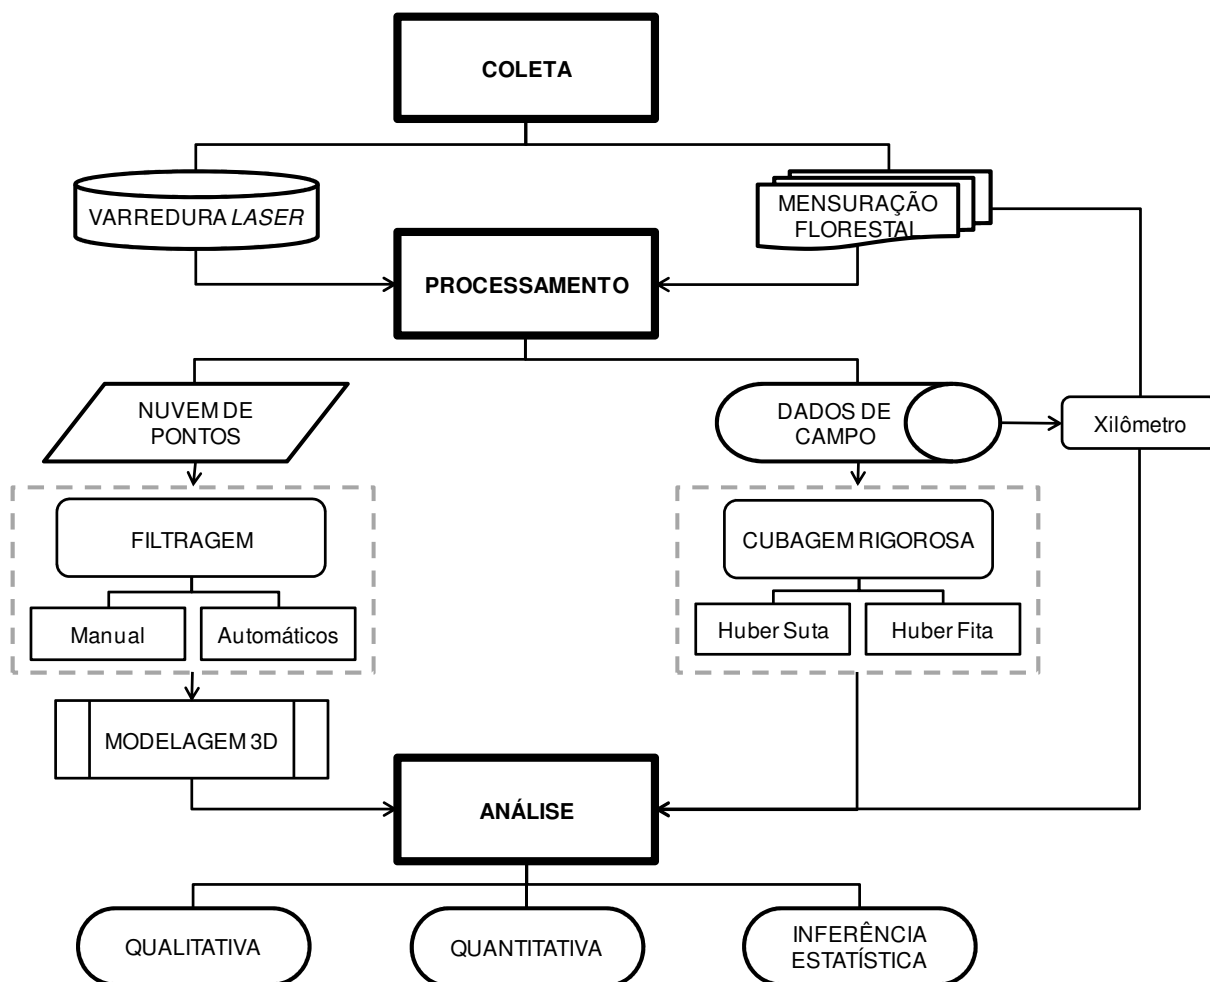 COLETA
VARREDURA LASER
MENSURAÇÃO
FLORESTAL
PROCESSAMENTO
NUVEM DE
PONTOS
DADOS DE
CAMPO
Xilômetro
FILTRAGEM
CUBAGEM RIGOROSA
Manual
Automáticos
Huber Suta
Huber Fita
MODELAGEM 3D
ANÁLISE
QUALITATIVA
QUANTITATIVA
INFERÊNCIA
ESTATÍSTICA